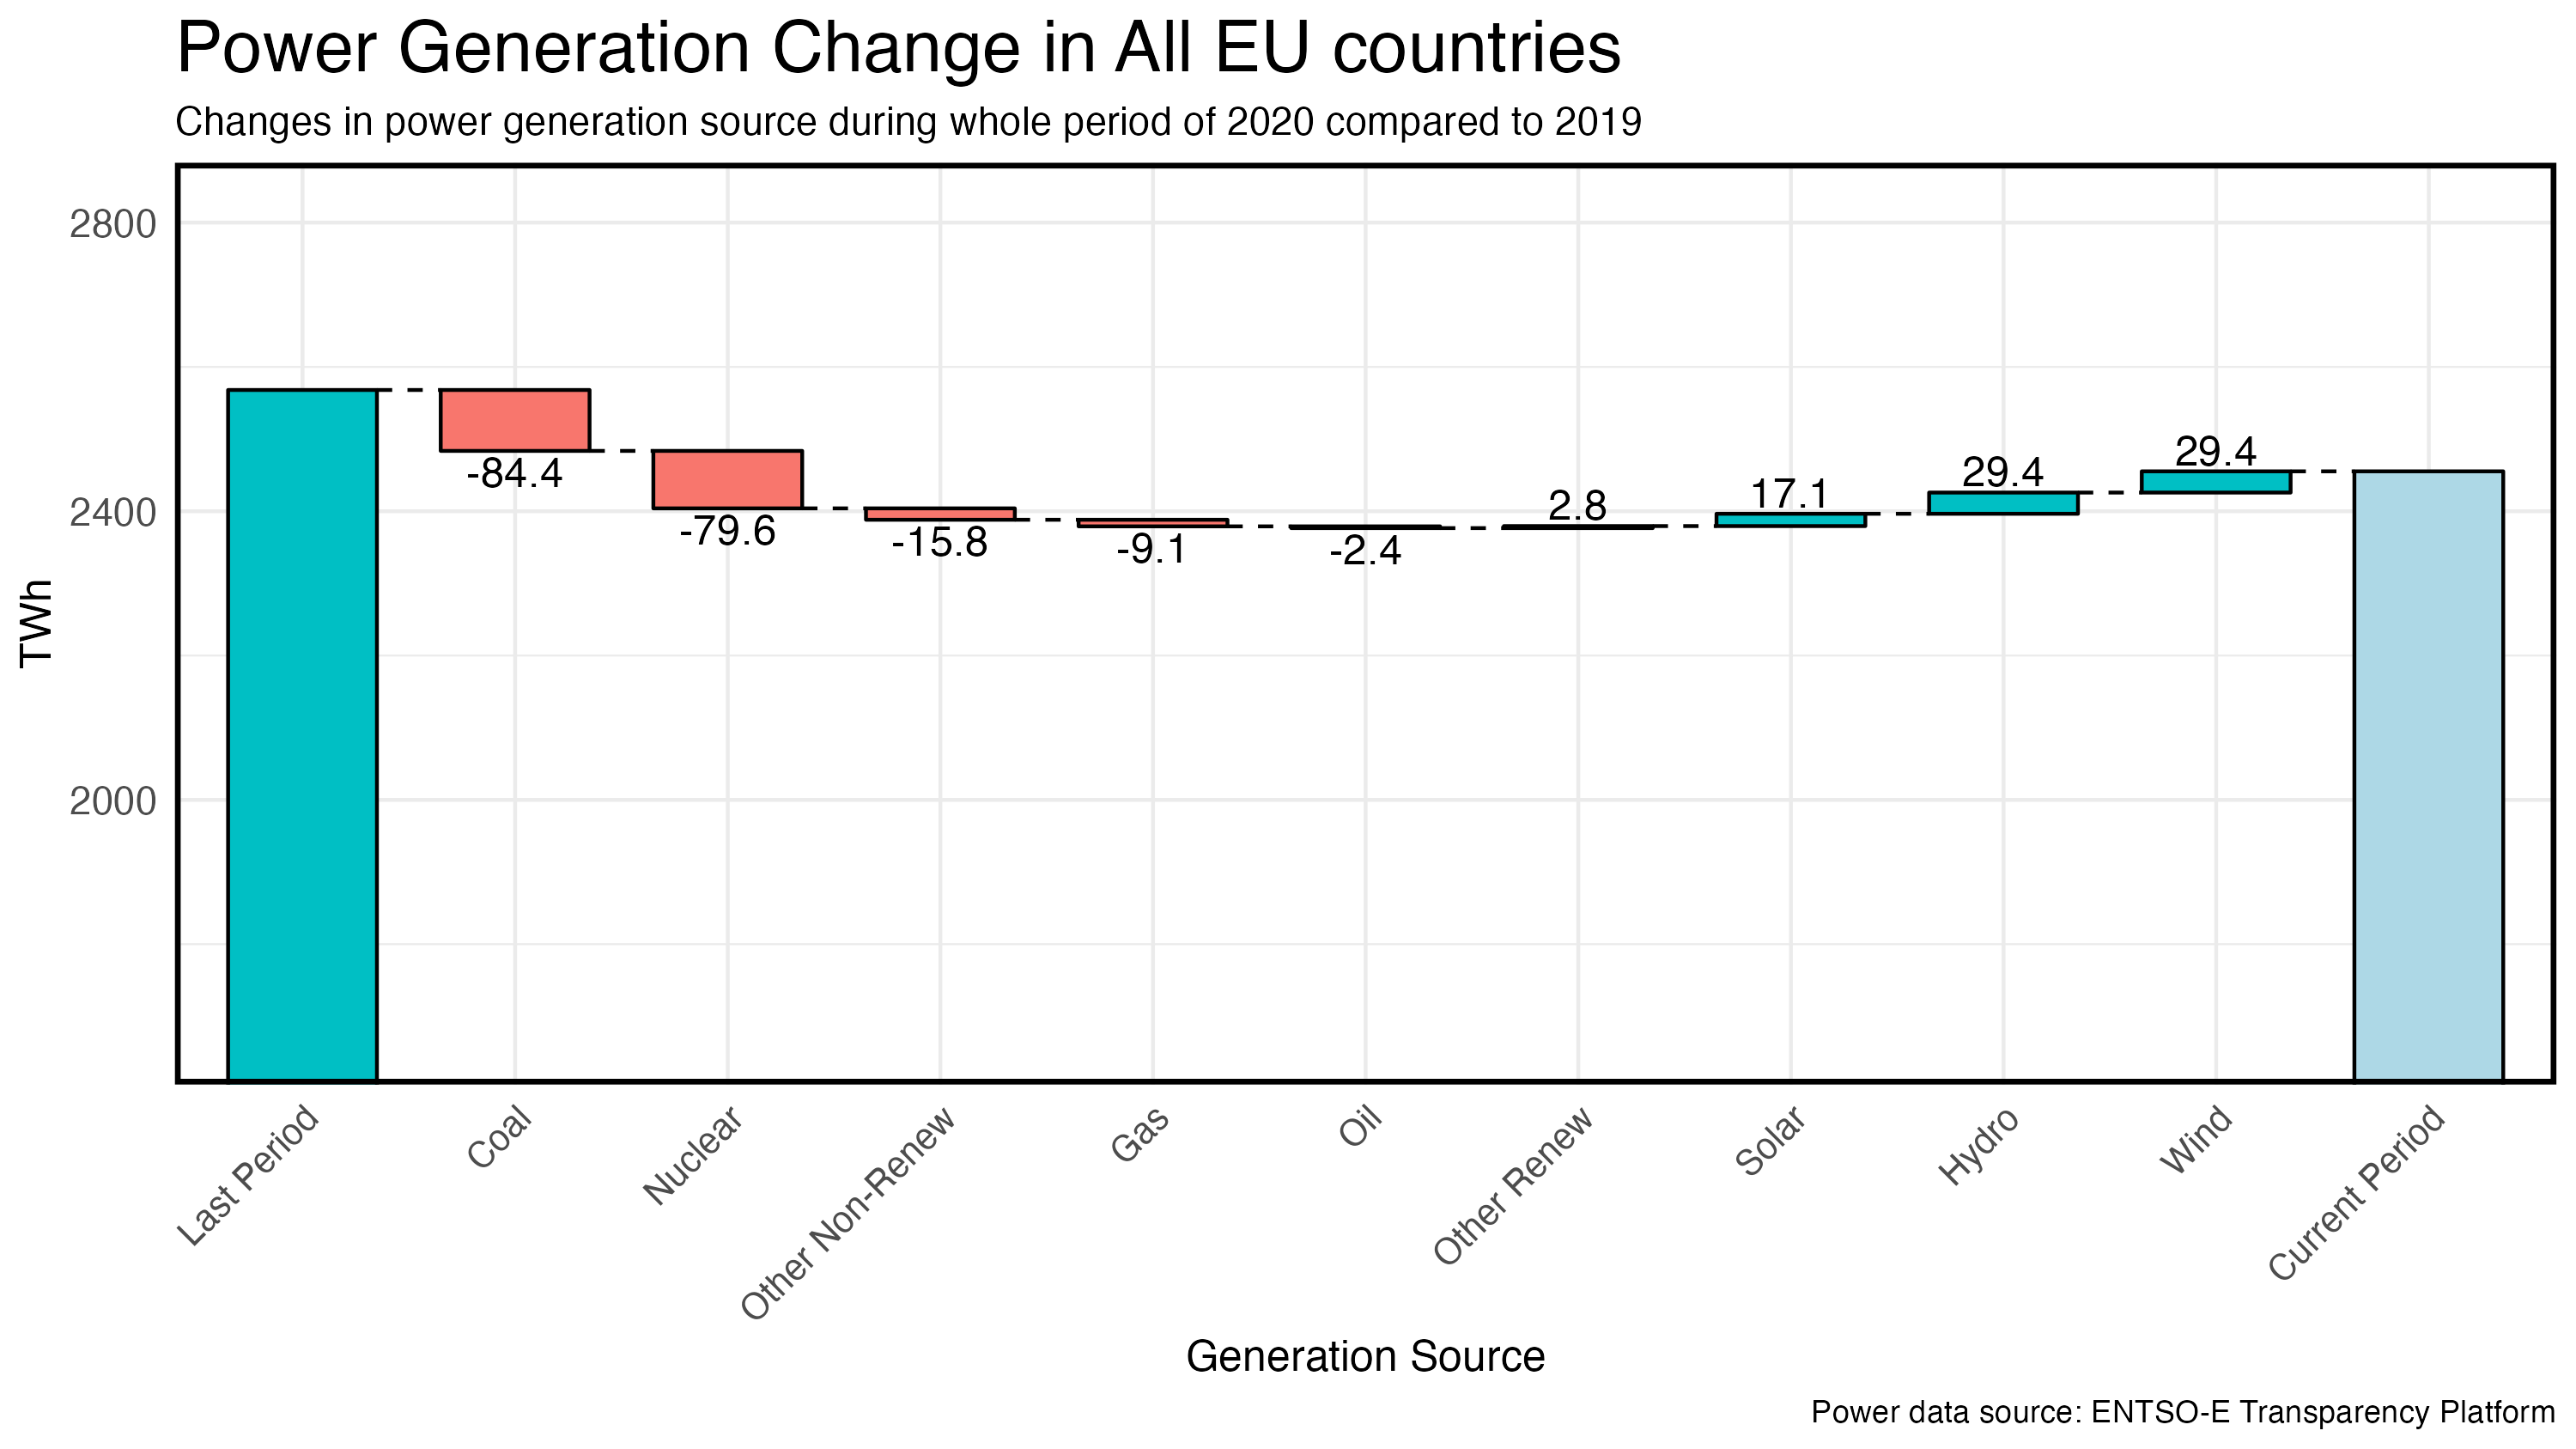 Power Generation Change in All EU countries
Changes in power generation source during whole period of 2020 compared to 2019
2800
2400
2000
TWh
-84.4
-79.6
-15.8
-9.1
-2.4
2.8
17.1
29.4
29.4
Last Period
Coal
Nuclear
Other Non-Renew
Gas
Oil
Other Renew
Solar
Hydro
Wind
Current Period
Generation Source
Power data source: ENTSO-E Transparency Platform